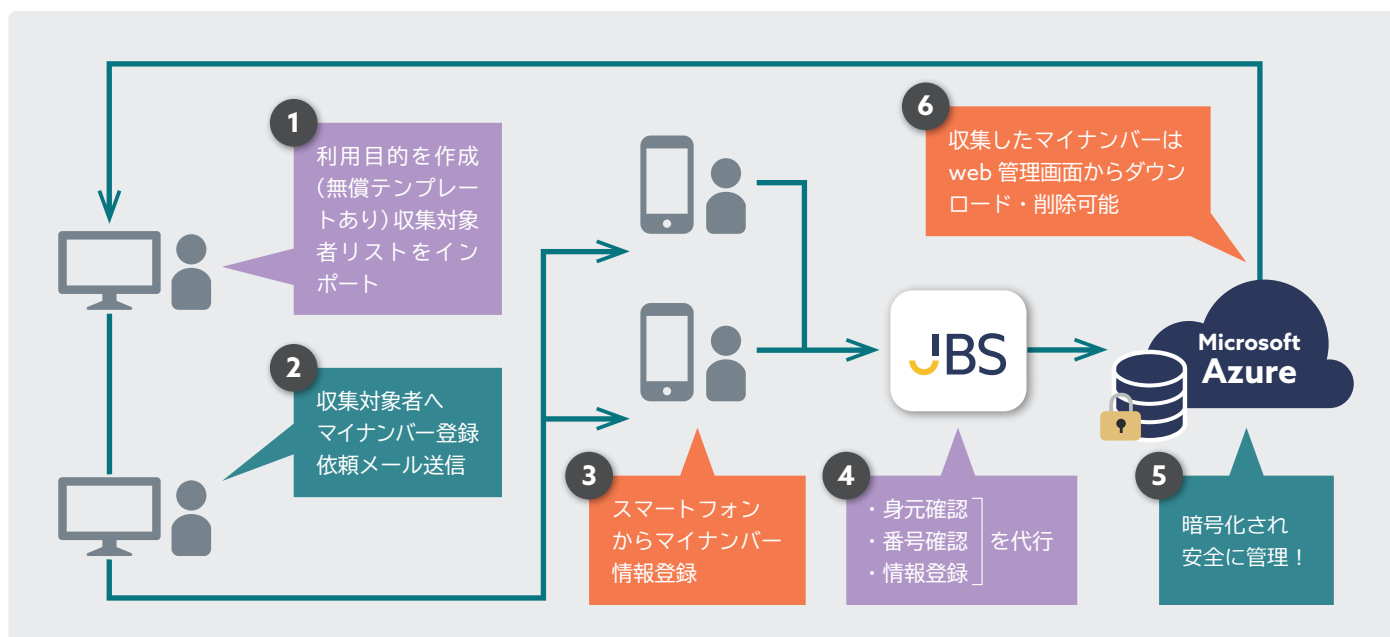 1
利用目的を作成
(無償テンプレー
トあり)収集対象
者リストをイン
ポート
2
収集対象者へ
マイナンバー登録
依頼メール送信
3
スマートフォン
からマイナンバー
情報登録
JBS
4
・身元確認
・番号確認 を代行
・情報登録
Microsoft
Azure
5
暗号化され
安全に管理！
6
収集したマイナンバーは
web 管理画面からダウン
ロード・削除可能